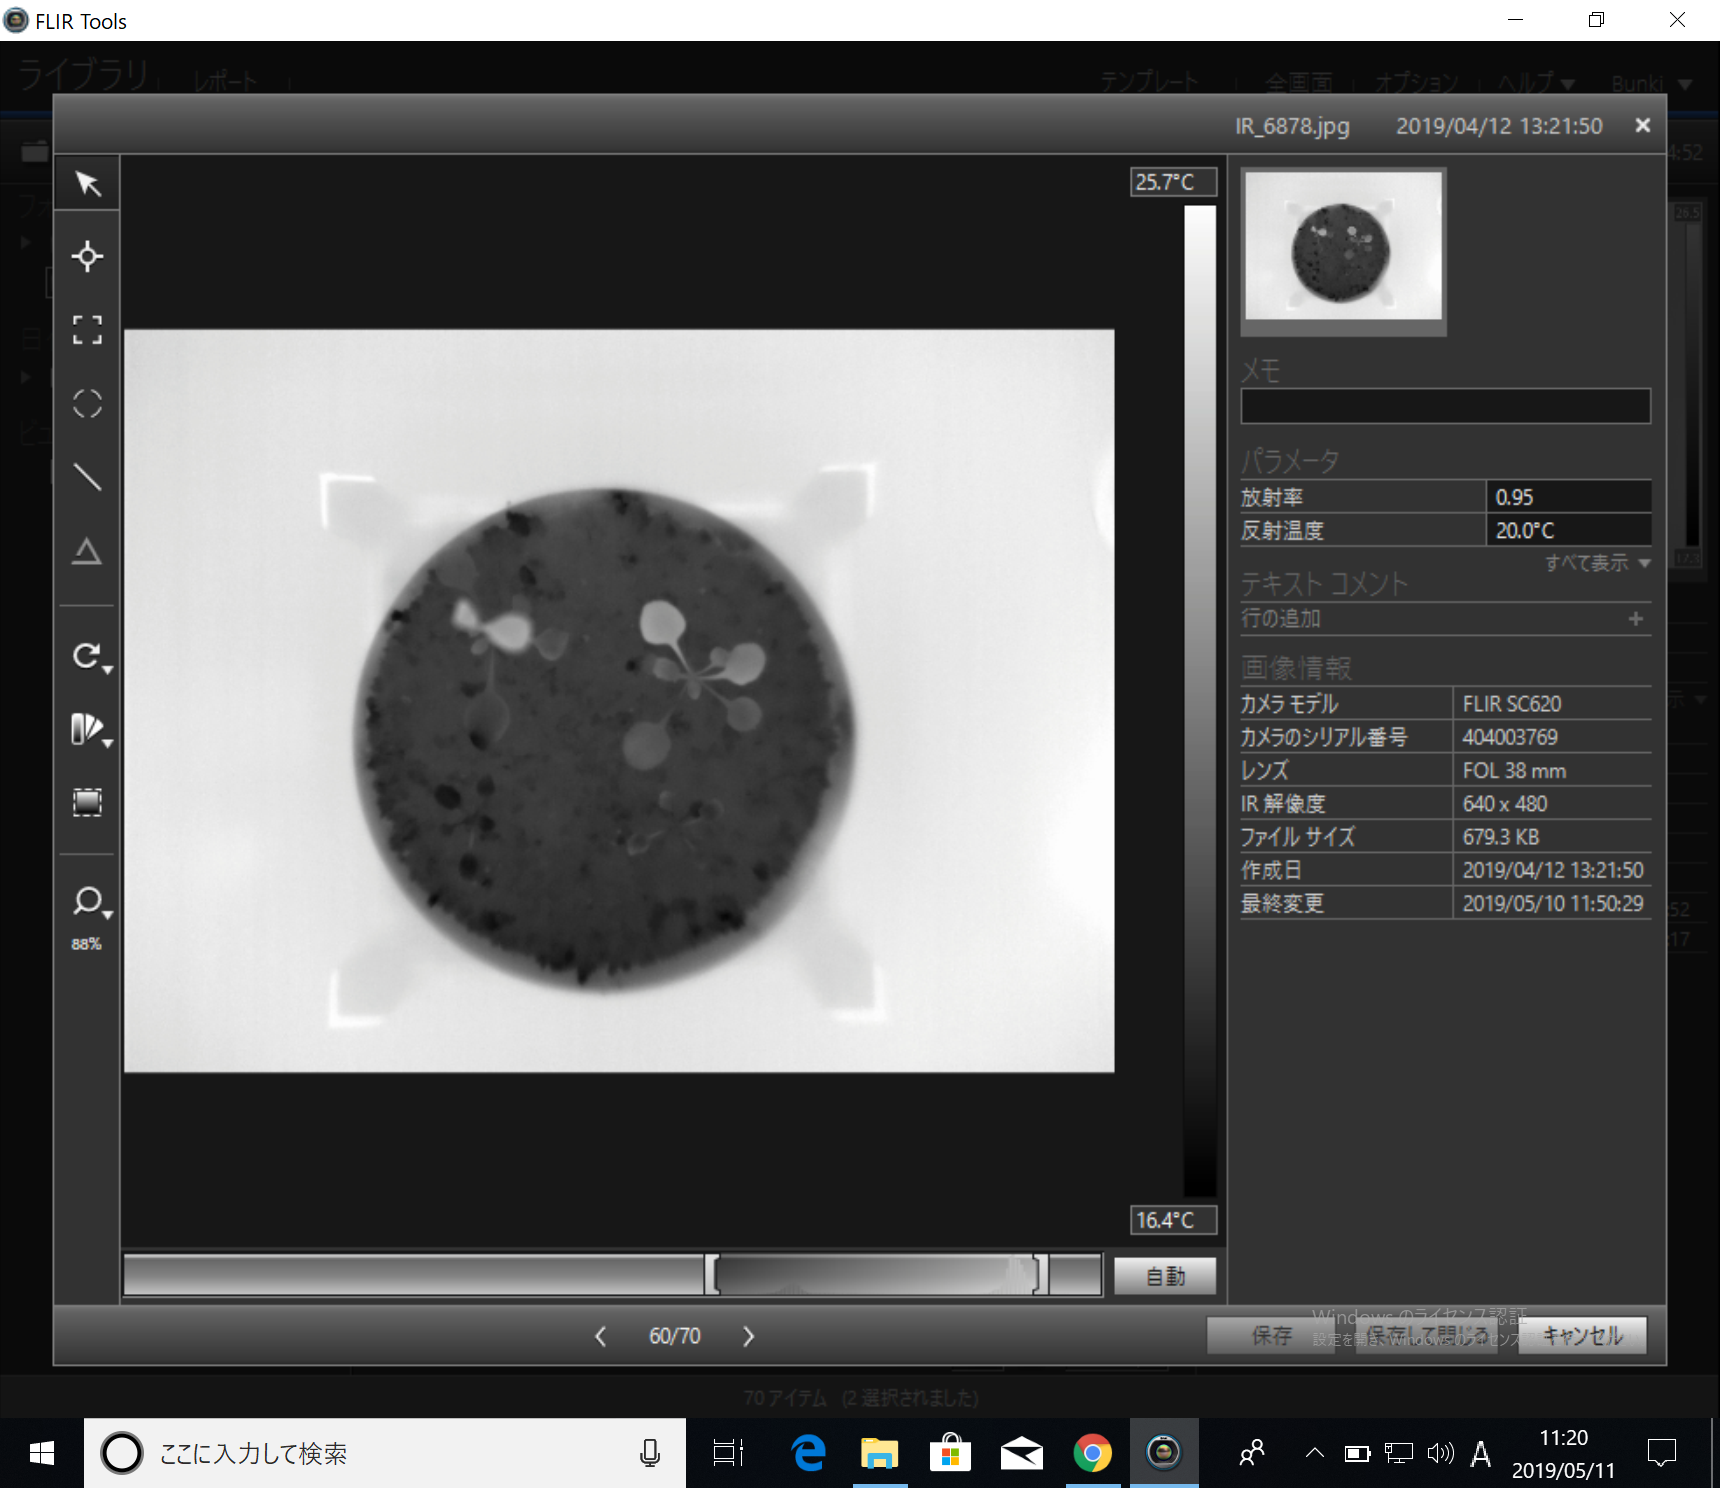 FLIR Tools
ライブラリ レポート テンプレート 全画面 オプション ヘルプ Bunki
IR_6878.jpg 2019/04/12 13:21:50
25.7°C
メモ
パラメータ
放射率 0.95
反射温度 20.0°C
すべて表示
テキスト コメント
行の追加 +
画像情報
カメラ モデル FLIR SC620
カメラのシリアル番号 404003769
レンズ FOL 38 mm
IR 解像度 640 x 480
ファイル サイズ 679.3 KB
作成日 2019/04/12 13:21:50
最終変更 2019/05/10 11:50:29
88%
16.4°C
自動
60/70
Windows のライセンス認証
保存 保存して閉じる キャンセル
設定を開き、Windows のライセンス
70 アイテム (2 選択されました)
ここに入力して検索
A
11:20
2019/05/11